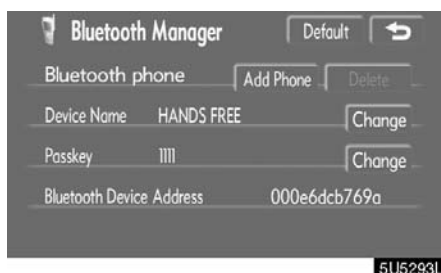 Bluetooth Manager Default
Bluetooth phone Add Phone Delete
Device Name HANDS FREE Change
Passkey 1111 Change
Bluetooth Device Address 000e6dcb769a
5U5293I